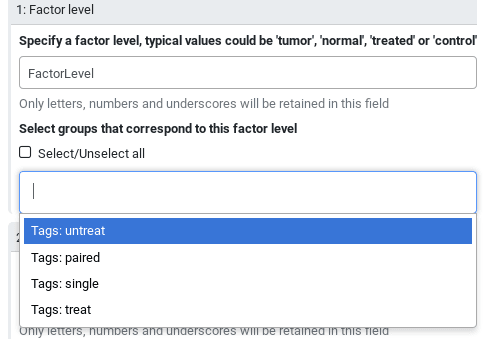 1: Factor level
Specify a factor level, typical values could be 'tumor', 'normal', 'treated' or 'control'
FactorLevel
Only letters, numbers and underscores will be retained in this field
Select groups that correspond to this factor level
Select/Unselect all
Tags: untreat
Tags: paired
Tags: single
Tags: treat
Only letters, numbers and underscores will be retained in this field